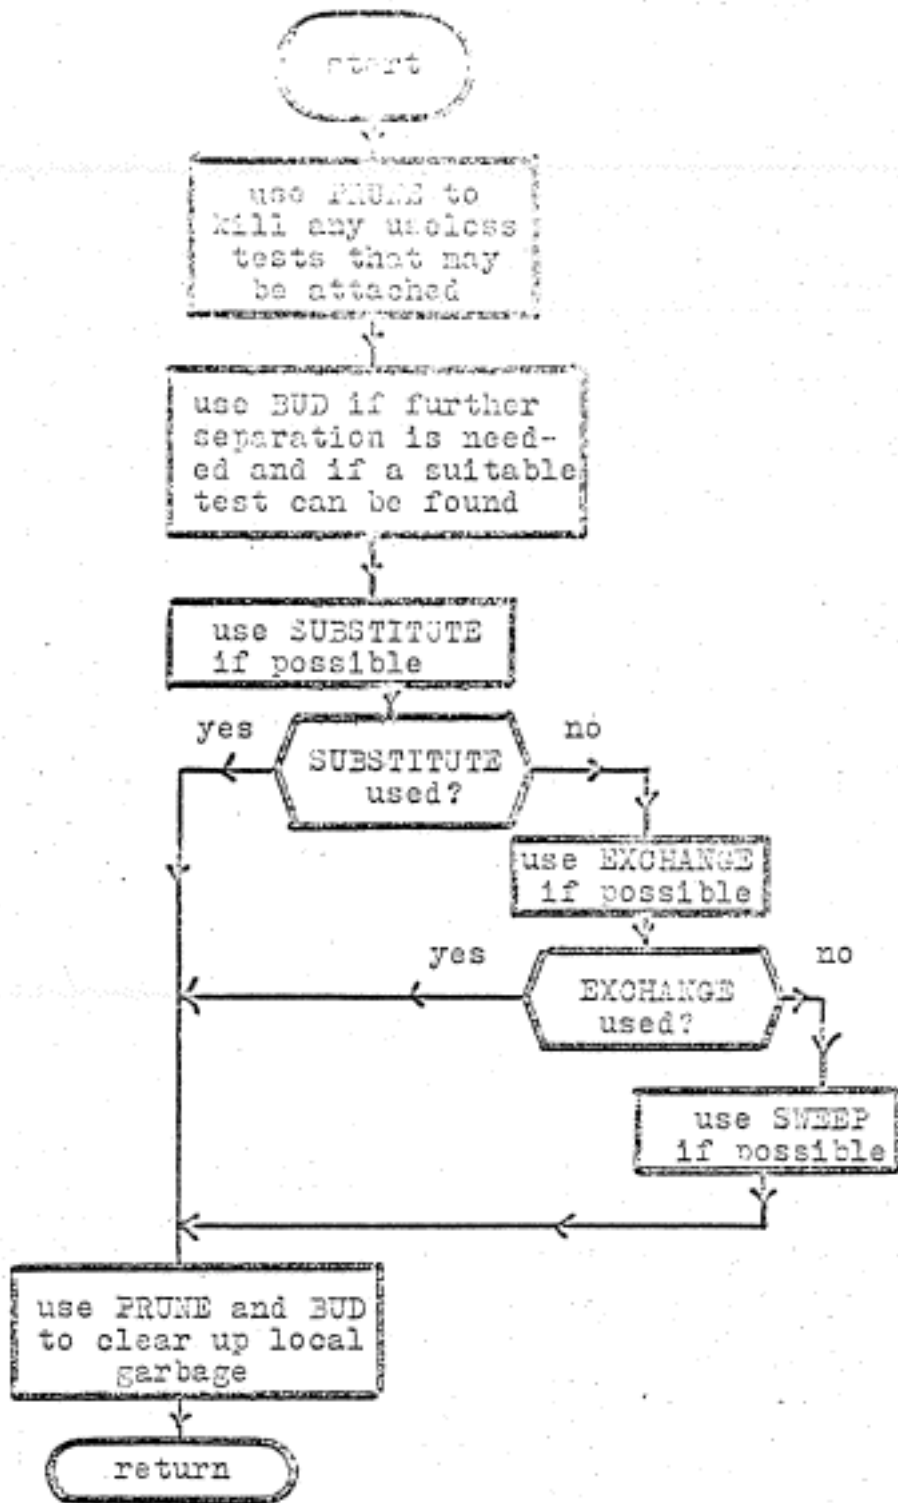 start
use PRUNE to
kill any useless
tests that may
be attached
use BUD if further
separation is need-
ed and if a suitable
test can be found
use SUBSTITUTE
if possible
yes
no
SUBSTITUTE
used?
use EXCHANGE
if possible
yes
no
EXCHANGE
used?
use SWEEP
if possible
use PRUNE and BUD
to clear up local
garbage
return